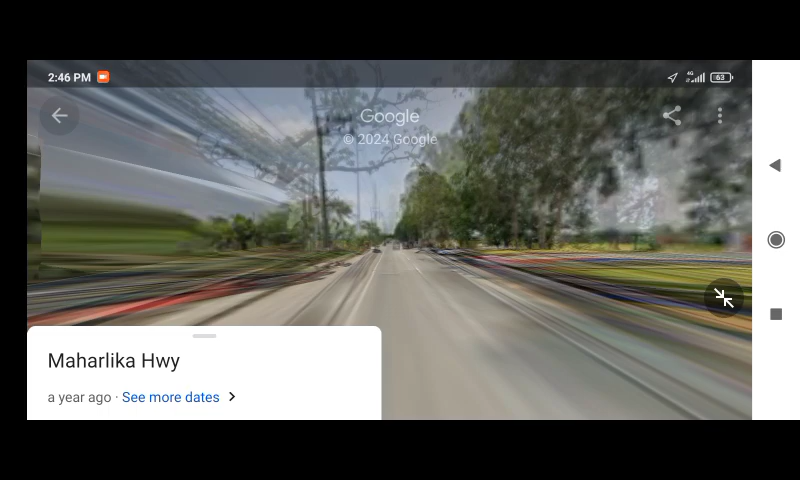 2:46 PM
4G
63
Google
© 2024 Google
Maharlika Hwy
a year ago · See more dates